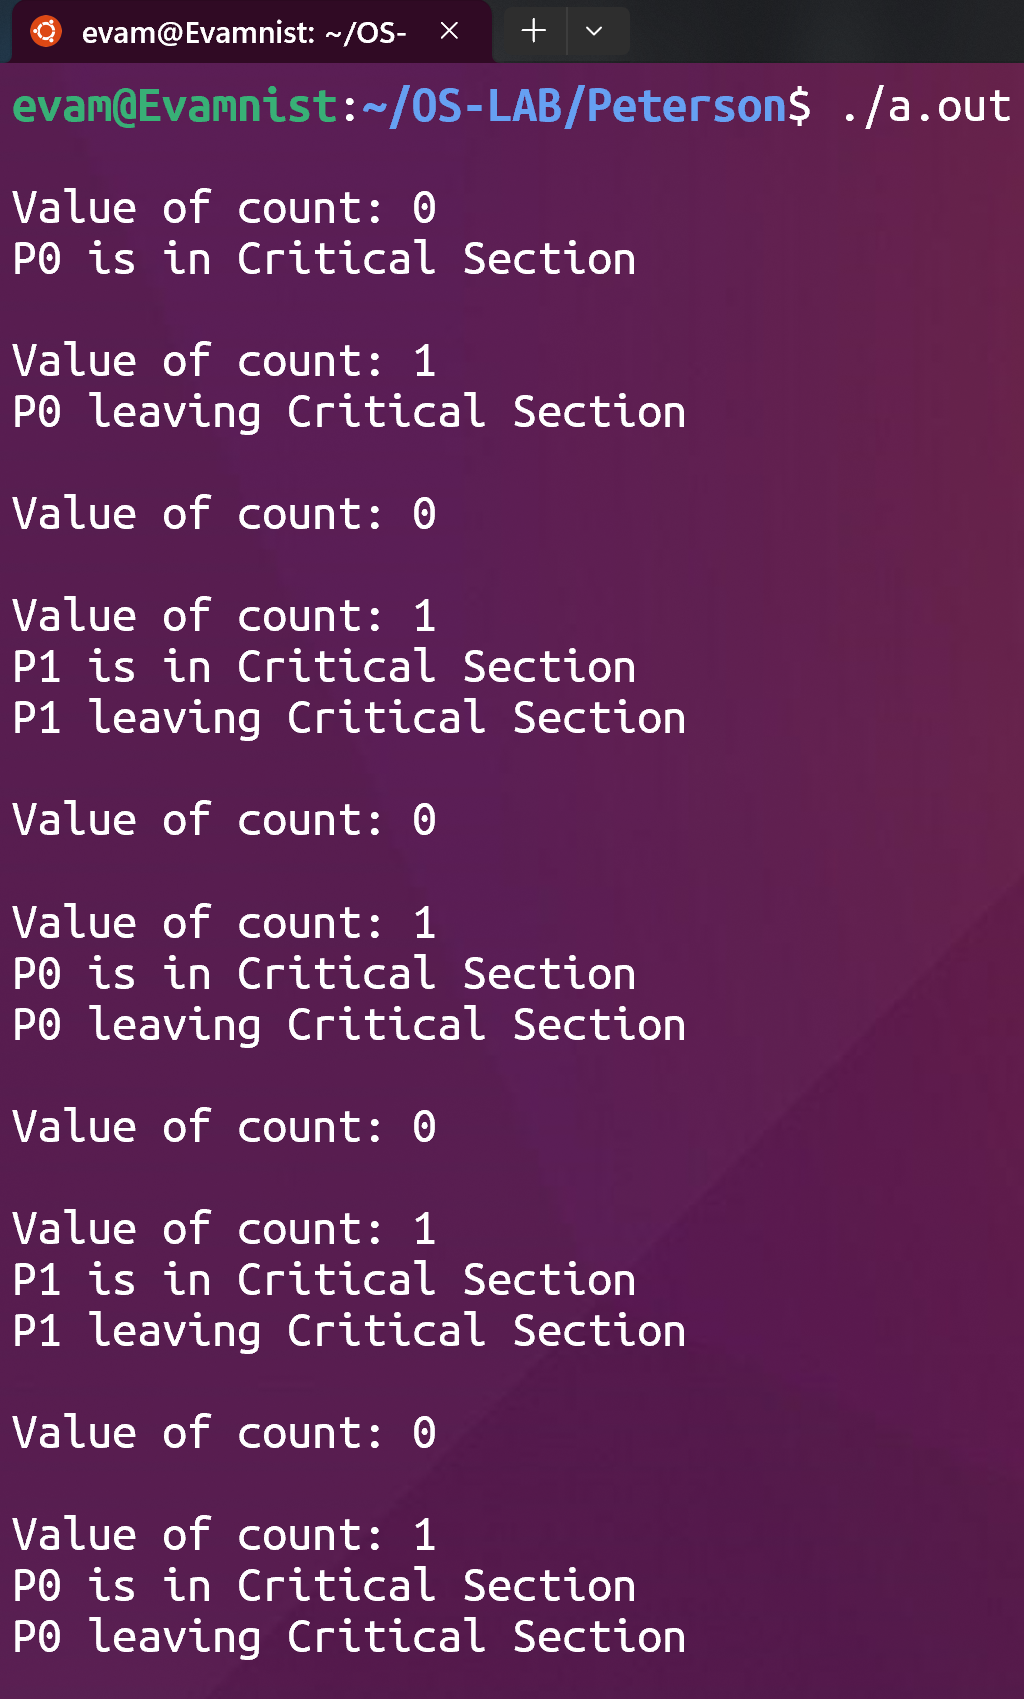 evam@Evamnist: ~/OS-
evam@Evamnist:~/OS-LAB/Peterson$ ./a.out
Value of count: 0
P0 is in Critical Section
Value of count: 1
P0 leaving Critical Section
Value of count: 0
Value of count: 1
P1 is in Critical Section
P1 leaving Critical Section
Value of count: 0
Value of count: 1
P0 is in Critical Section
P0 leaving Critical Section
Value of count: 0
Value of count: 1
P1 is in Critical Section
P1 leaving Critical Section
Value of count: 0
Value of count: 1
P0 is in Critical Section
P0 leaving Critical Section